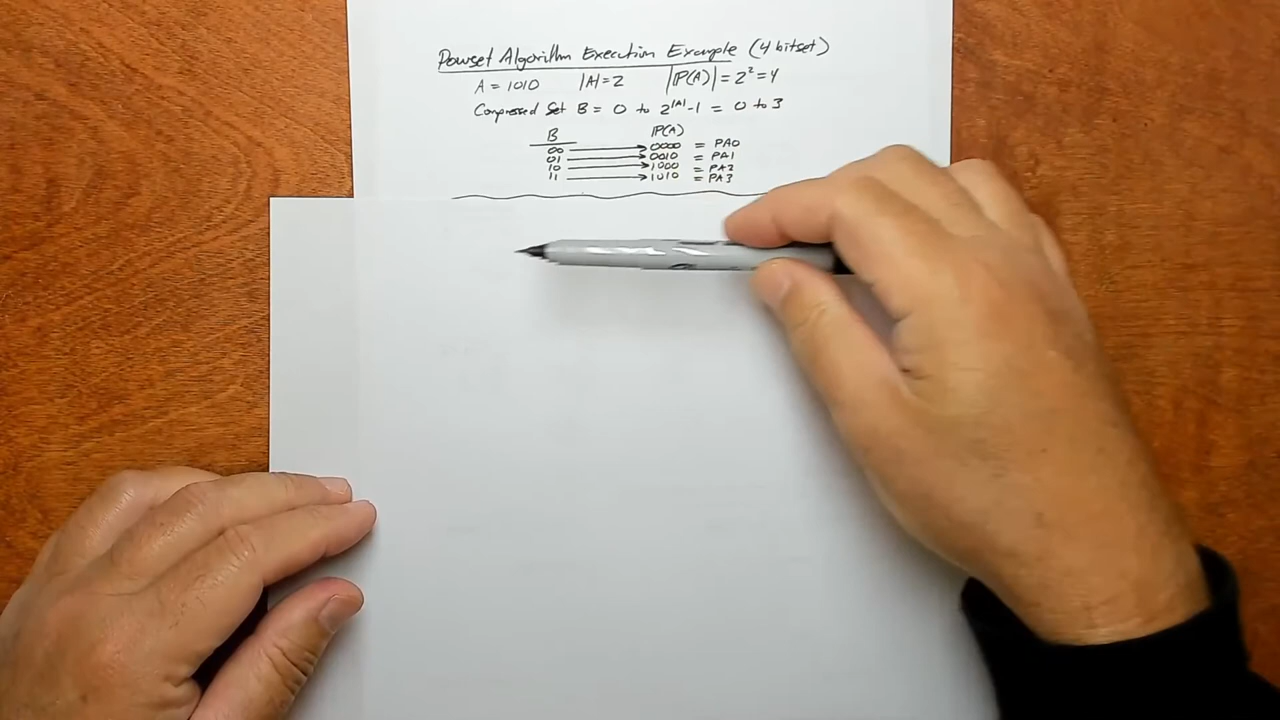 Powset Algorithm Execution Example (4 bitset)
A = 1010 |A| = 2 |P(A)| = 2² = 4
Compressed Set B = 0 to 2^|A|-1 = 0 to 3
B IP(A)
00 → 0000 = PA0
01 → 0010 = PA1
10 → 1000 = PA2
11 → 1010 = PA3